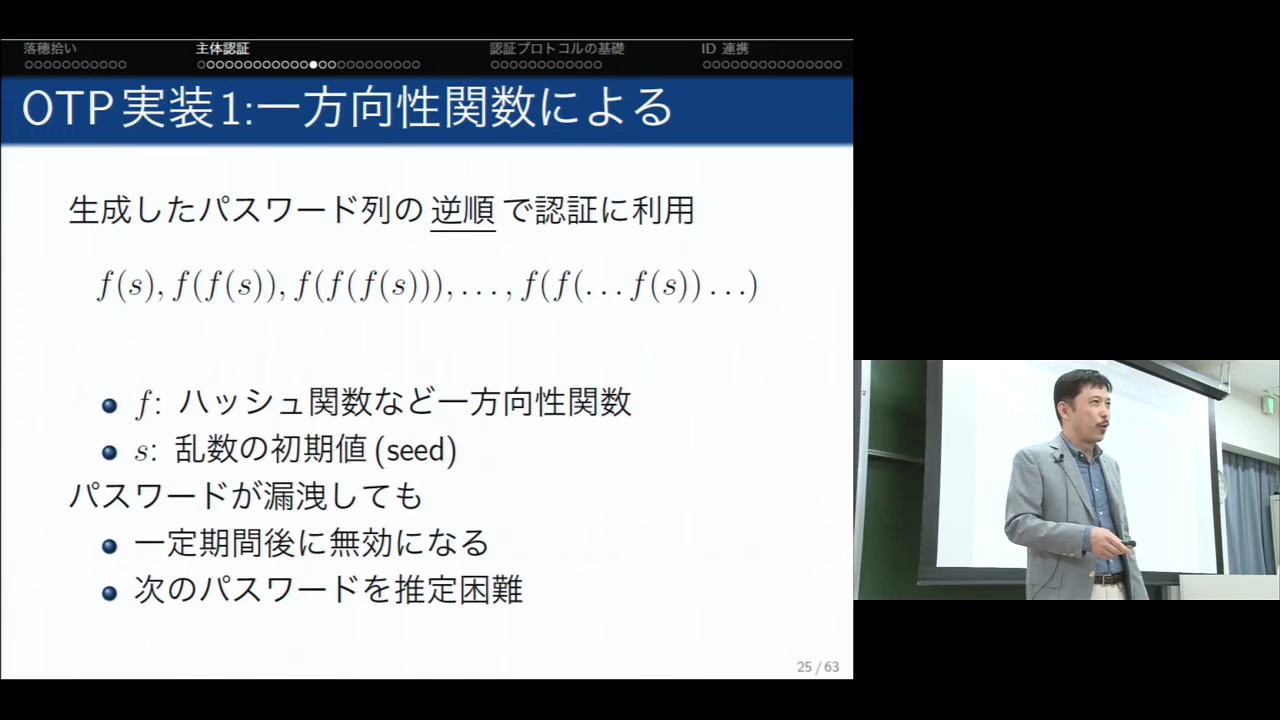 落穂拾い 主体認証 認証プロトコルの基礎 ID 連携
OTP実装1:一方向性関数による
生成したパスワード列の逆順で認証に利用
f(s), f(f(s)), f(f(f(s))), . . . , f(f(. . . f(s)) . . .)
f: ハッシュ関数など一方向性関数
s: 乱数の初期値 (seed)
パスワードが漏洩しても
一定期間後に無効になる
次のパスワードを推定困難
25 / 63